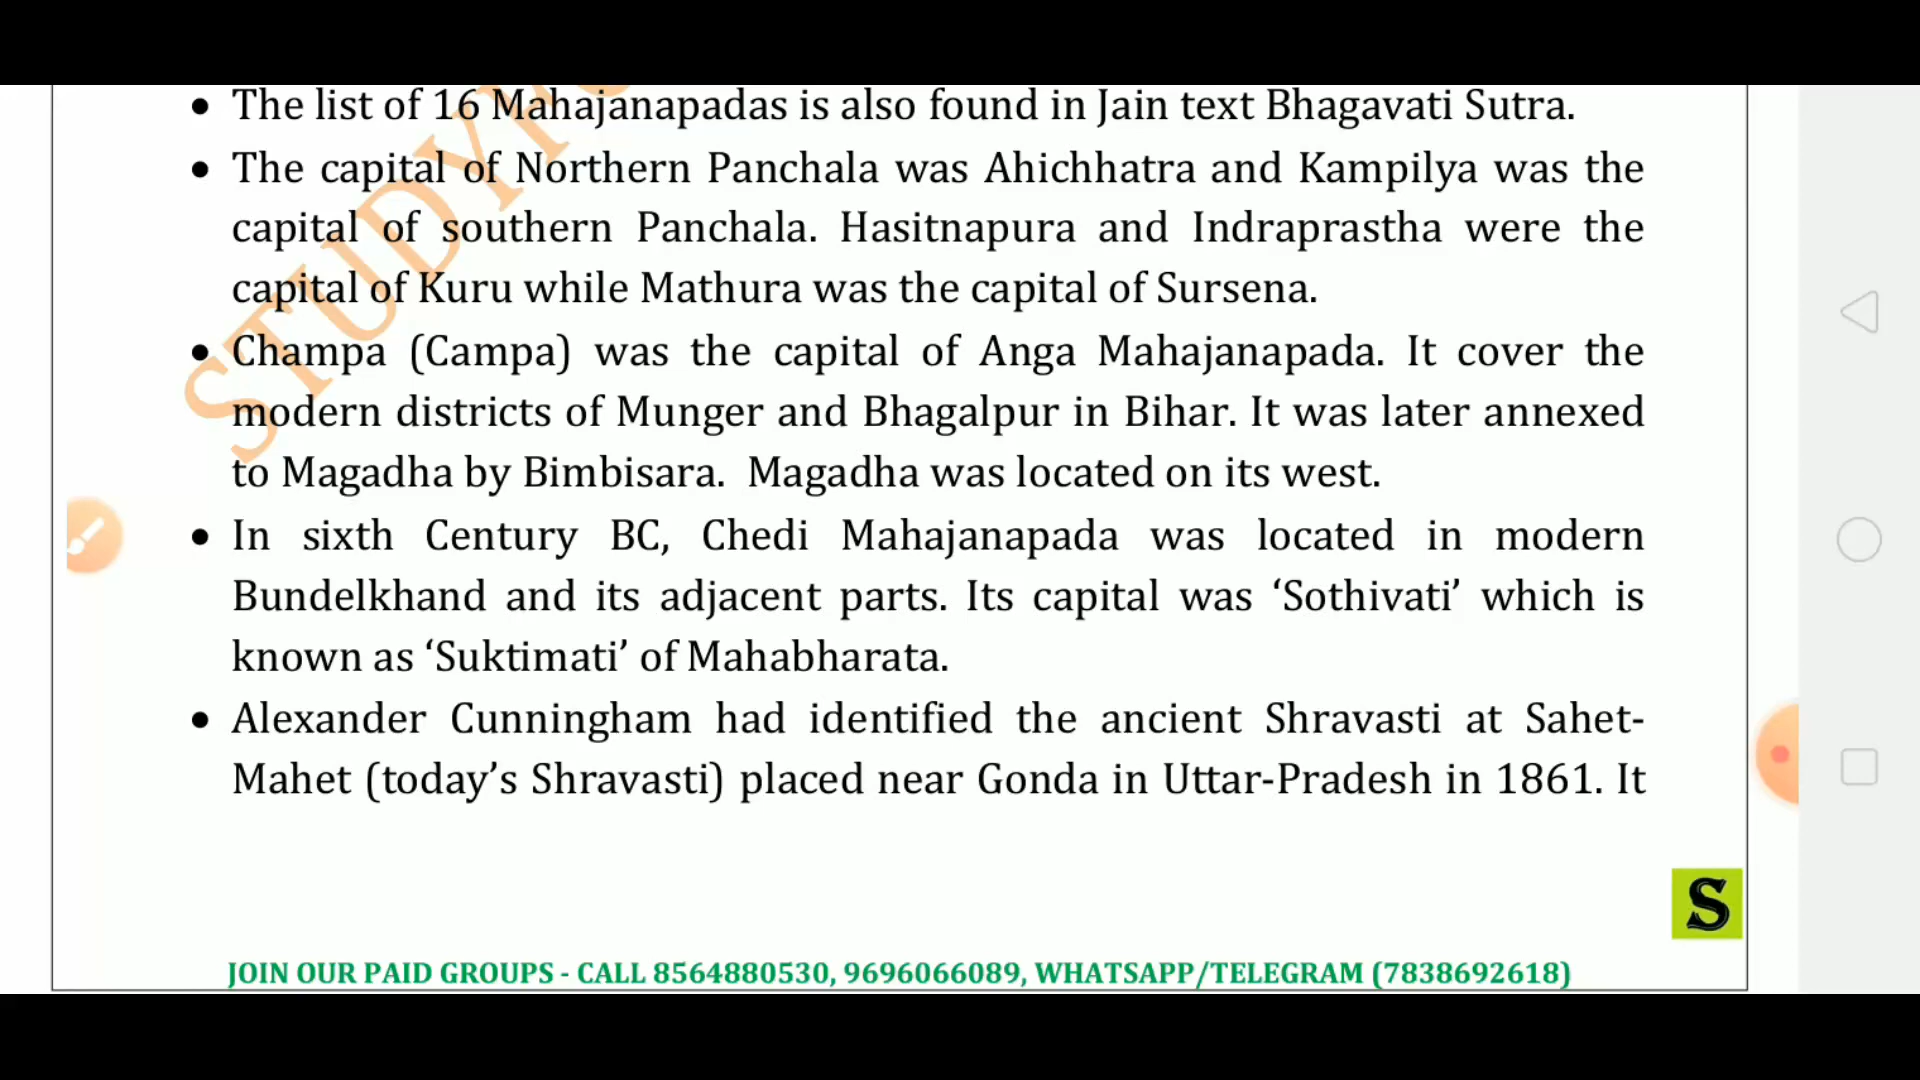 • The list of 16 Mahajanapadas is also found in Jain text Bhagavati Sutra.
• The capital of Northern Panchala was Ahichhatra and Kampilya was the
capital of southern Panchala. Hasitnapura and Indraprastha were the
capital of Kuru while Mathura was the capital of Sursena.
• Champa (Campa) was the capital of Anga Mahajanapada. It cover the
modern districts of Munger and Bhagalpur in Bihar. It was later annexed
to Magadha by Bimbisara.  Magadha was located on its west.
• In sixth Century BC, Chedi Mahajanapada was located in modern
Bundelkhand and its adjacent parts. Its capital was ‘Sothivati’ which is
known as ‘Suktimati’ of Mahabharata.
• Alexander Cunningham had identified the ancient Shravasti at Sahet-
Mahet (today’s Shravasti) placed near Gonda in Uttar-Pradesh in 1861. It
S
JOIN OUR PAID GROUPS - CALL 8564880530, 9696066089, WHATSAPP/TELEGRAM (7838692618)
STUDY